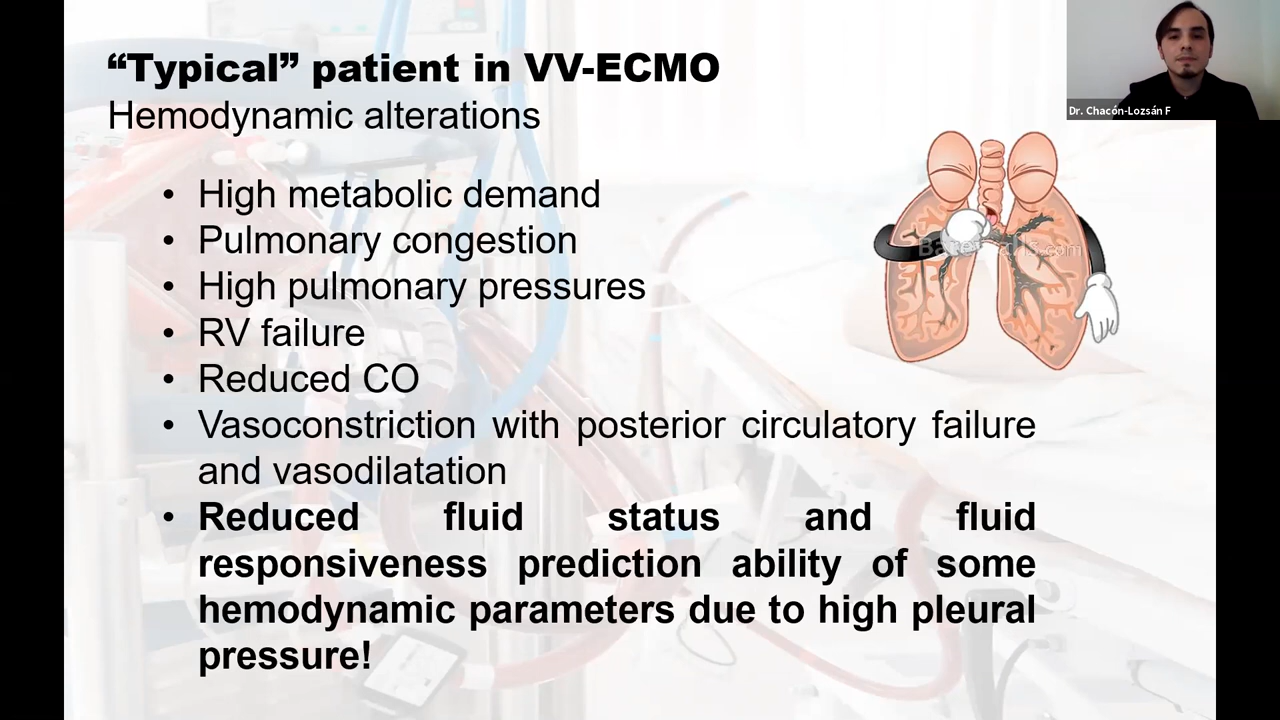 “Typical” patient in VV-ECMO
Hemodynamic alterations
Dr. Chacón-Lozsán F
• High metabolic demand
• Pulmonary congestion
• High pulmonary pressures
• RV failure
• Reduced CO
• Vasoconstriction with posterior circulatory failure
and vasodilatation
• Reduced fluid status and fluid
responsiveness prediction ability of some
hemodynamic parameters due to high pleural
pressure!